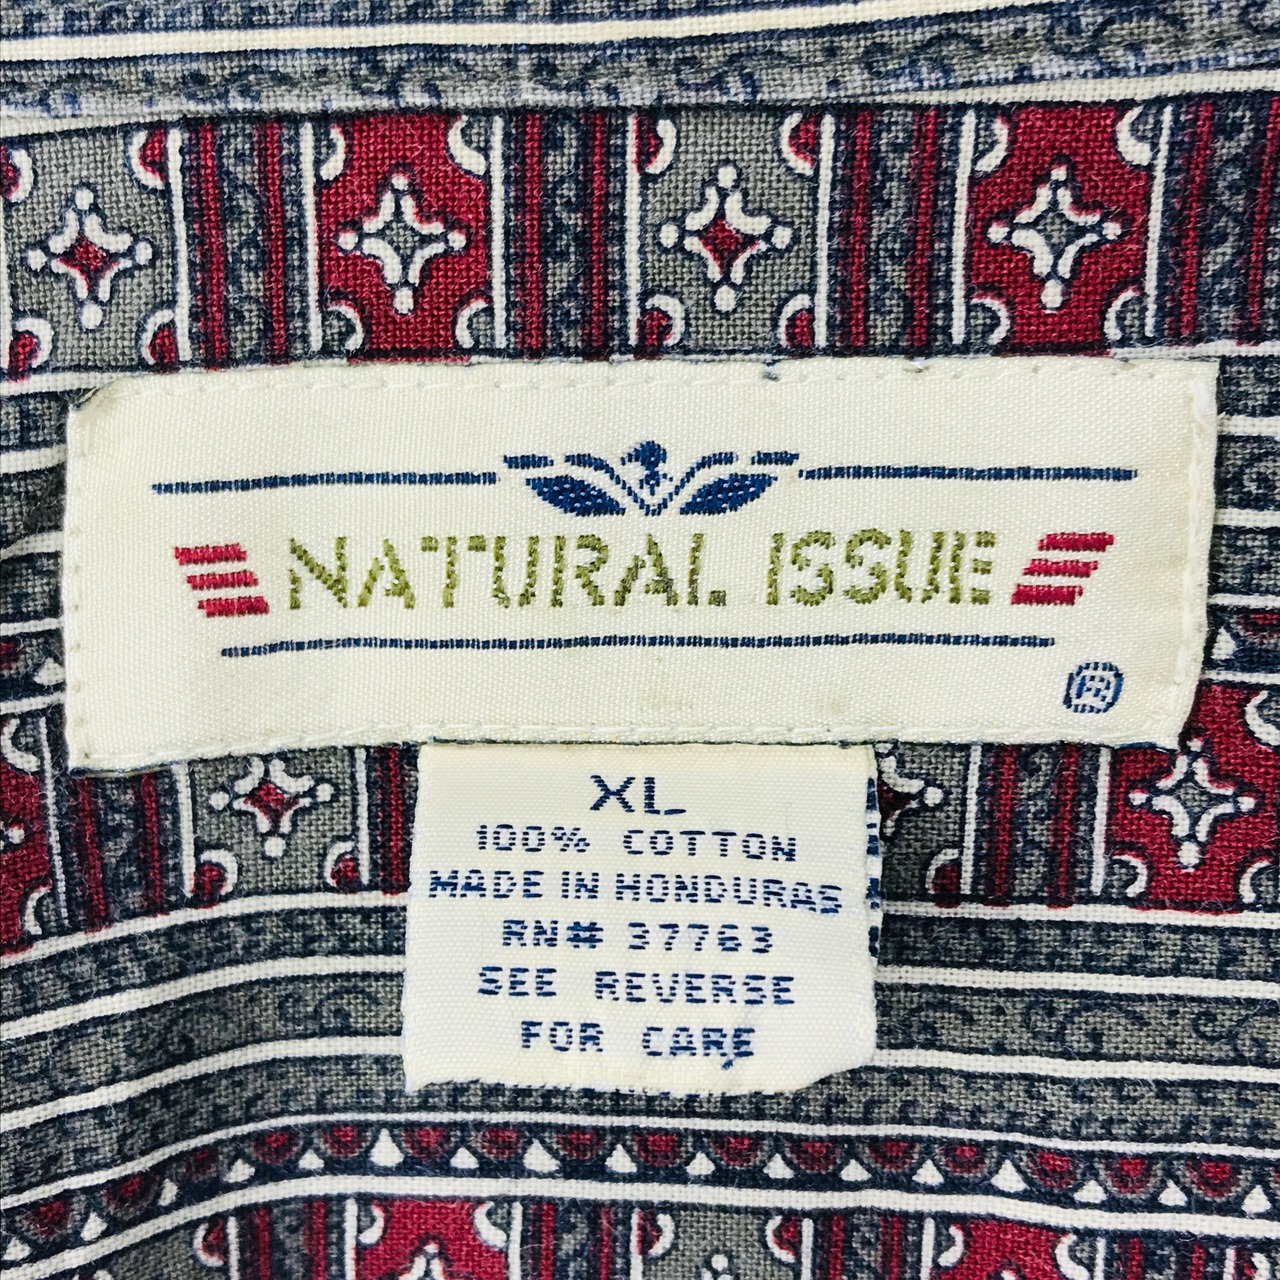 NATURAL ISSUE
®
XL
100% COTTON
MADE IN HONDURAS
RN# 37763
SEE REVERSE
FOR CARE